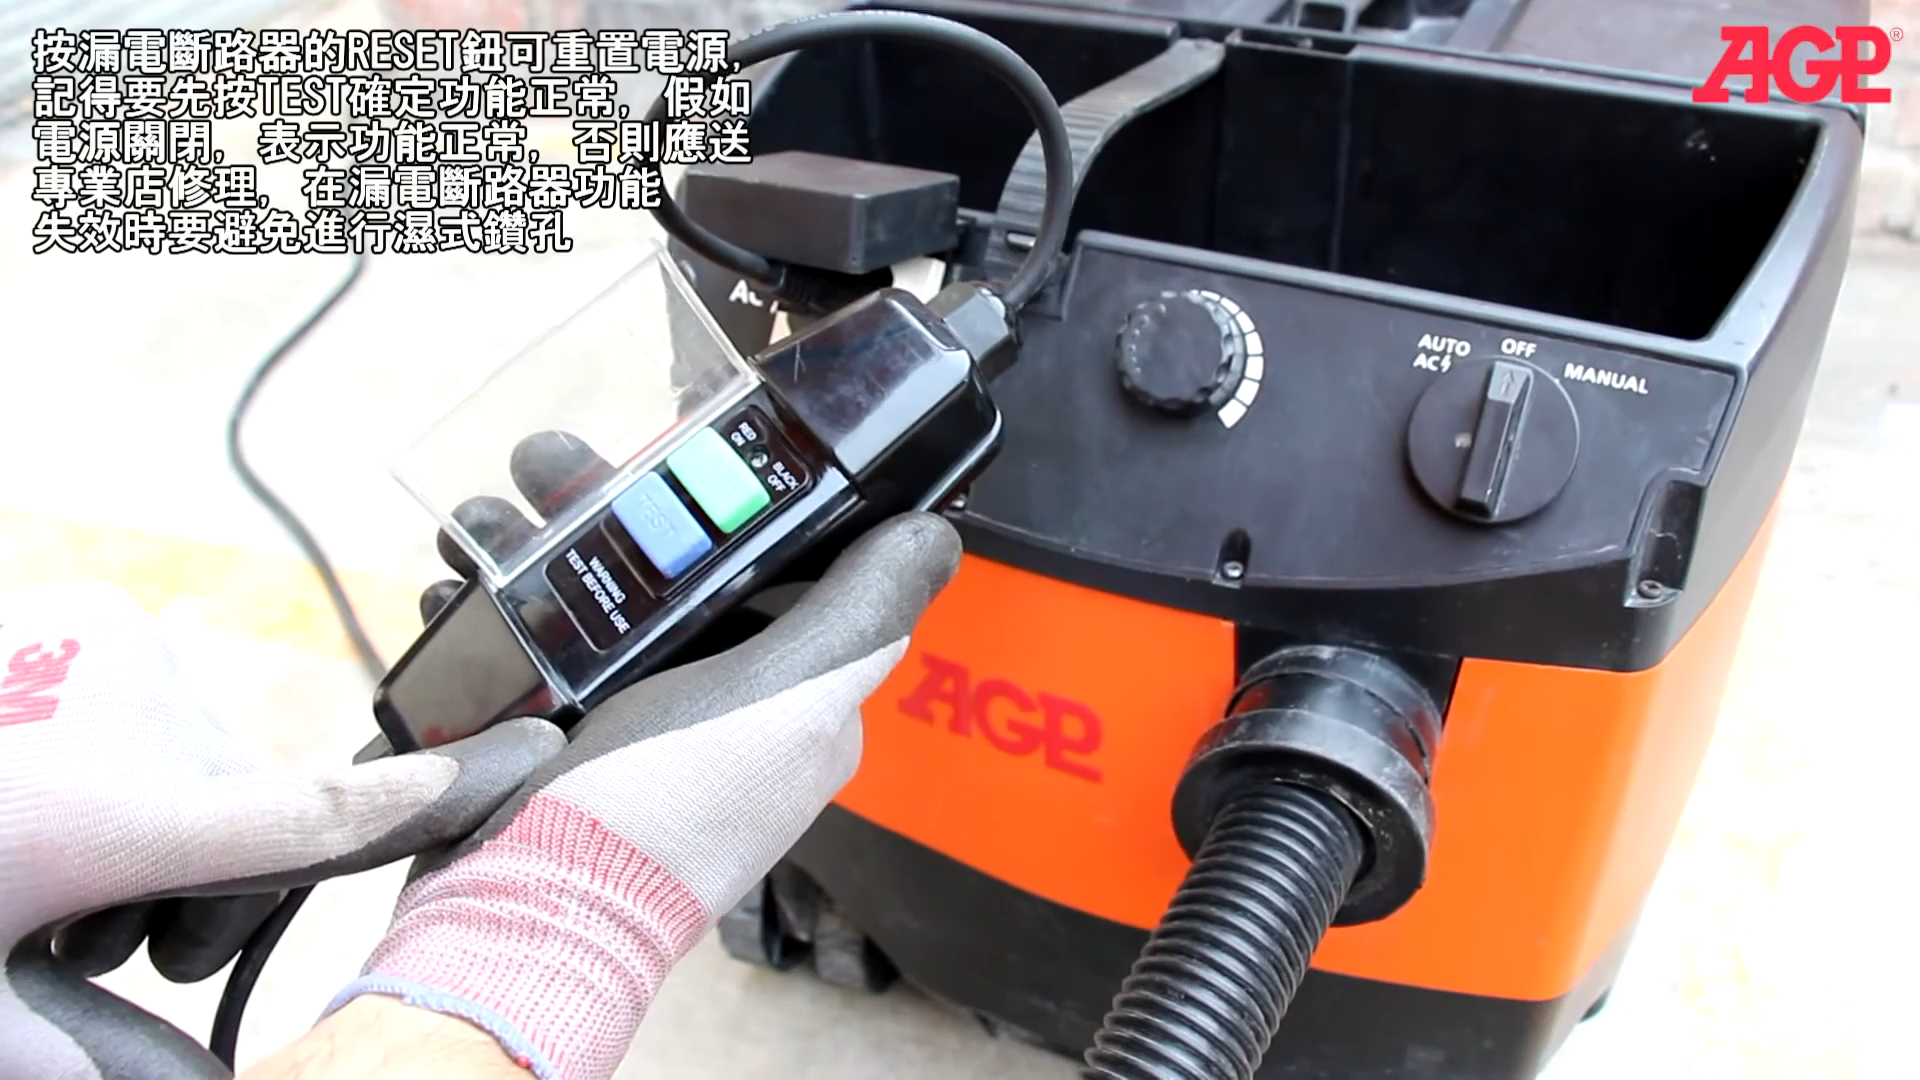 按漏電斷路器的RESET鈕可重置電源,
記得要先按TEST確定功能正常, 假如
電源關閉, 表示功能正常, 否則應送
專業店修理, 在漏電斷路器功能
失效時要避免進行濕式鑽孔
AGP®
AUTO
AC
OFF
MANUAL
RED
ON
BLACK
OFF
TEST
WARNING
TEST BEFORE USE
3M
AGP